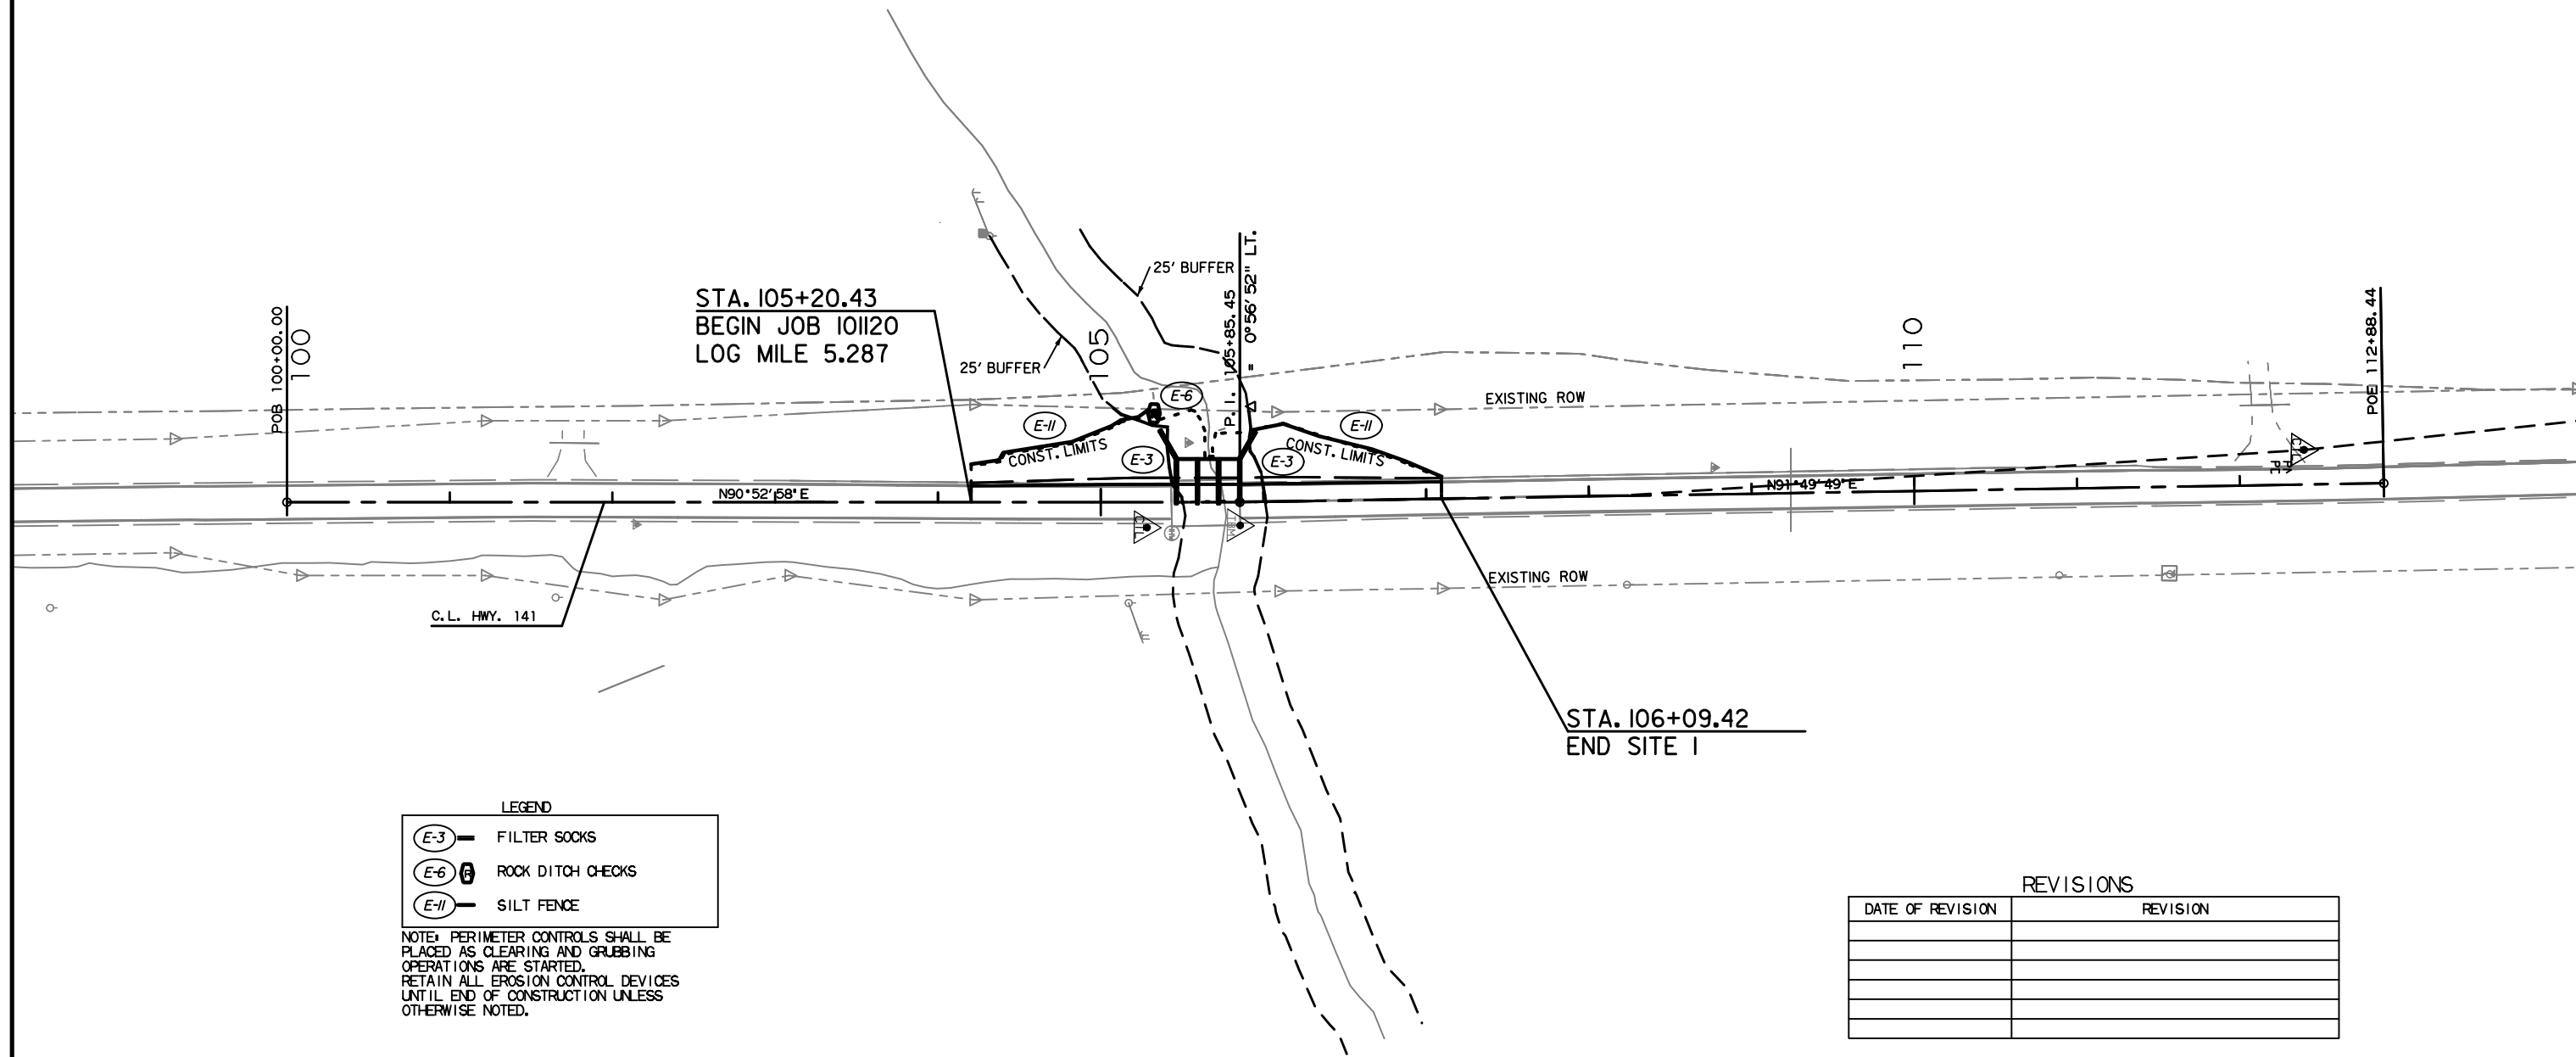 25' BUFFER
STA. 105+20.43
BEGIN JOB 101120
LOG MILE 5.287
25' BUFFER
POB 100+00.00
100
105
P. I. 105+85.45
Δ = 0°56'52" LT.
110
POE 112+88.44
E-6
E-11
CONST. LIMITS
E-3
E-3
CONST. LIMITS
E-11
EXISTING ROW
N90°52'58"E
N91°49'49"E
EXISTING ROW
C.L. HWY. 141
STA. 106+09.42
END SITE 1
LEGEND
E-3 FILTER SOCKS
E-6 R ROCK DITCH CHECKS
E-11 SILT FENCE
NOTE: PERIMETER CONTROLS SHALL BE
PLACED AS CLEARING AND GRUBBING
OPERATIONS ARE STARTED.
RETAIN ALL EROSION CONTROL DEVICES
UNTIL END OF CONSTRUCTION UNLESS
OTHERWISE NOTED.
REVISIONS
DATE OF REVISION REVISION